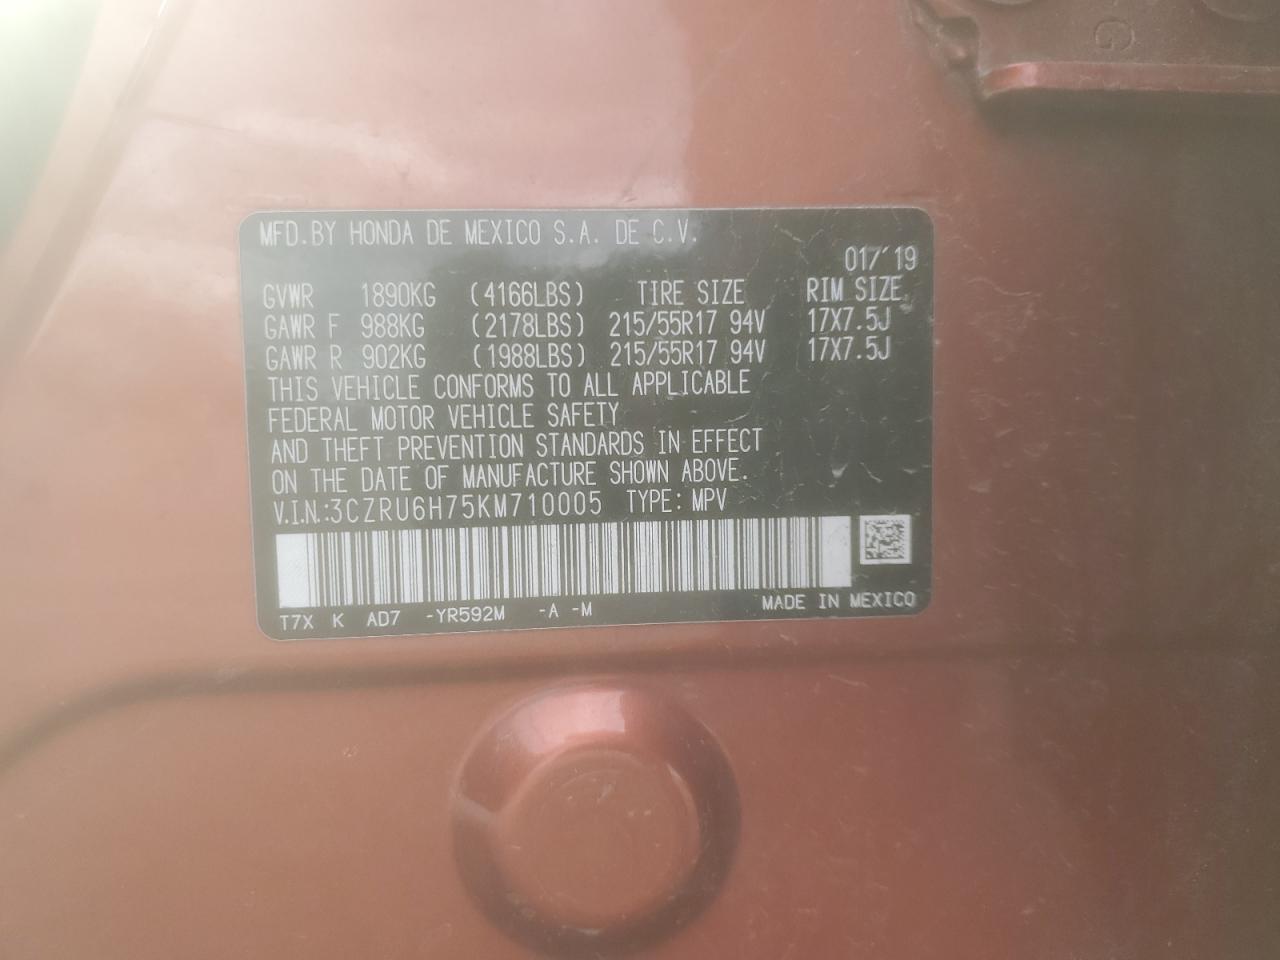 G
MFD.BY HONDA DE MEXICO S.A. DE C.V.
01/'19
GVWR 1890KG (4166LBS) TIRE SIZE RIM SIZE
GAWR F 988KG (2178LBS) 215/55R17 94V 17X7.5J
GAWR R 902KG (1988LBS) 215/55R17 94V 17X7.5J
THIS VEHICLE CONFORMS TO ALL APPLICABLE
FEDERAL MOTOR VEHICLE SAFETY
AND THEFT PREVENTION STANDARDS IN EFFECT
ON THE DATE OF MANUFACTURE SHOWN ABOVE.
V.I.N.:3CZRU6H75KM710005 TYPE: MPV
T7X K AD7 -YR592M -A -M MADE IN MEXICO